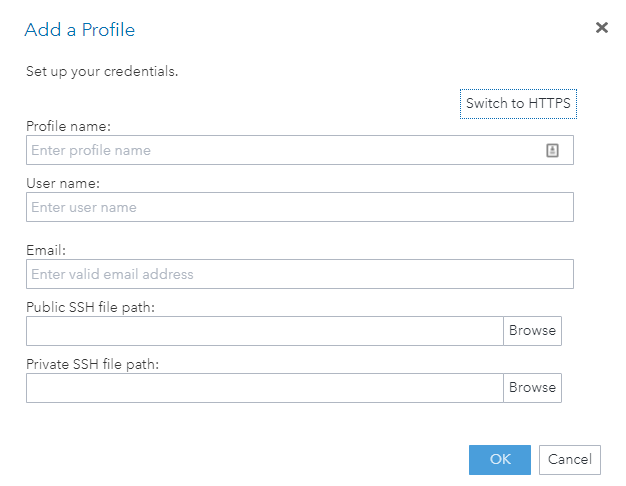 Add a Profile
Set up your credentials.
Switch to HTTPS
Profile name:
Enter profile name
User name:
Enter user name
Email:
Enter valid email address
Public SSH file path:
Browse
Private SSH file path:
Browse
OK
Cancel